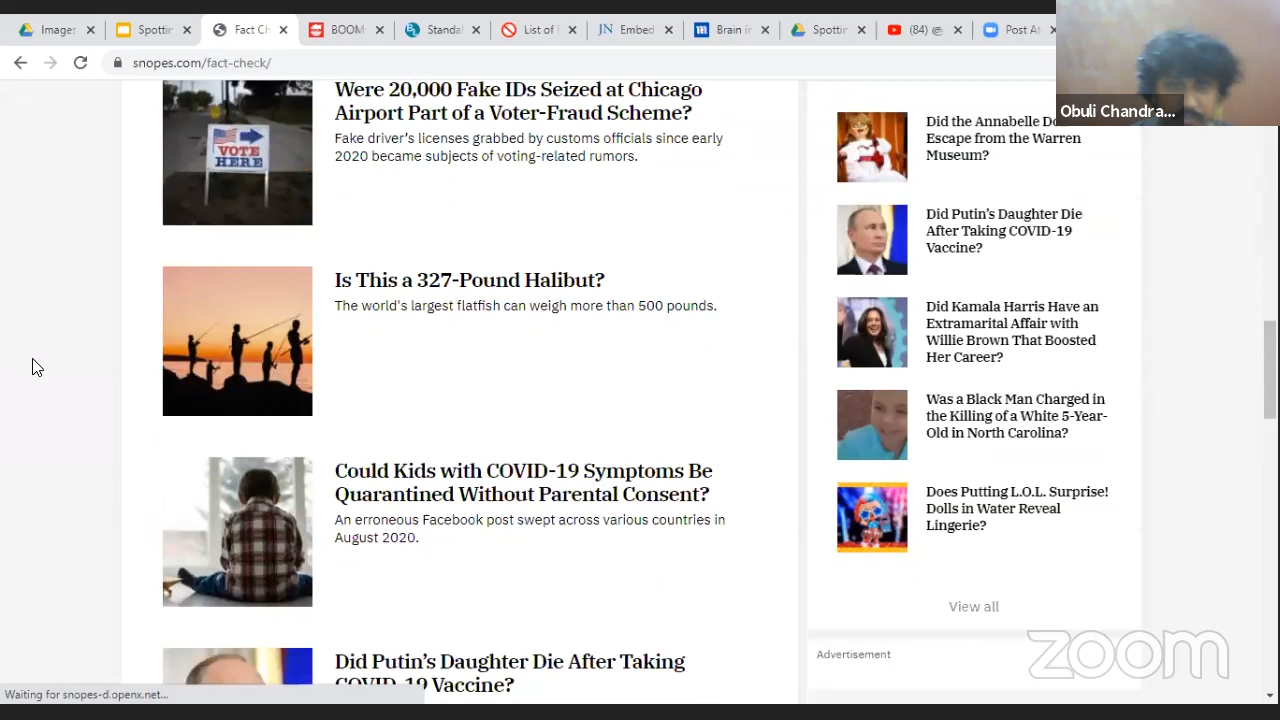 Images
Spottin
Fact Ch
BOOM
Standa
List of
Embed
Brain i
Spottin
(84)
Post At
snopes.com/fact-check/
Obuli Chandra...
Were 20,000 Fake IDs Seized at Chicago
Airport Part of a Voter-Fraud Scheme?
Fake driver's licenses grabbed by customs officials since early
2020 became subjects of voting-related rumors.
VOTE
HERE
Is This a 327-Pound Halibut?
The world's largest flatfish can weigh more than 500 pounds.
Could Kids with COVID-19 Symptoms Be
Quarantined Without Parental Consent?
An erroneous Facebook post swept across various countries in
August 2020.
Did Putin's Daughter Die After Taking
COVID-19 Vaccine?
Did the Annabelle Do
Escape from the Warren
Museum?
Did Putin's Daughter Die
After Taking COVID-19
Vaccine?
Did Kamala Harris Have an
Extramarital Affair with
Willie Brown That Boosted
Her Career?
Was a Black Man Charged in
the Killing of a White 5-Year-
Old in North Carolina?
Does Putting L.O.L. Surprise!
Dolls in Water Reveal
Lingerie?
View all
Advertisement
zoom
Waiting for snopes-d.openx.net...